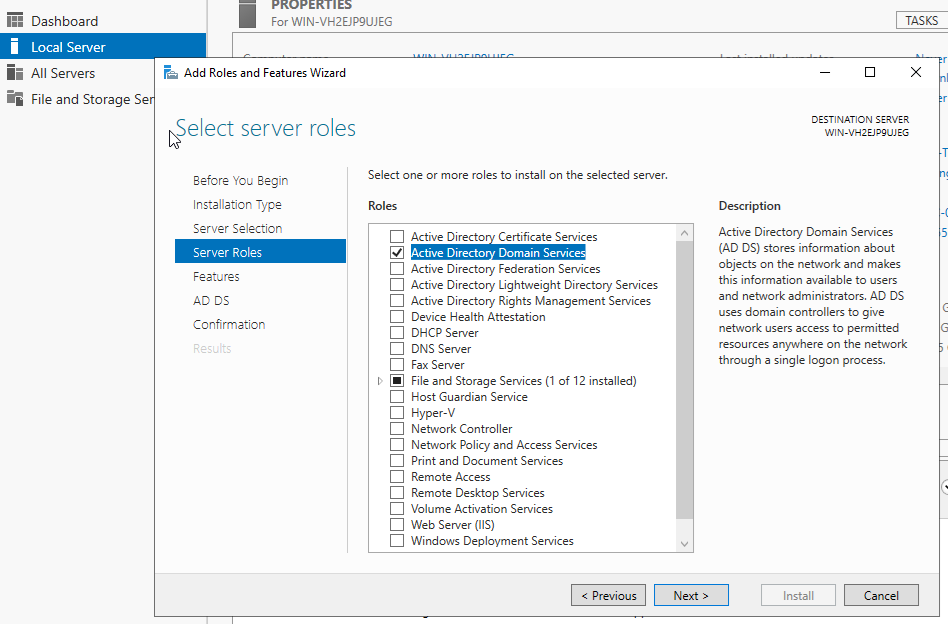 PROPERTIES
For WIN-VH2EJP9UJEG
TASKS
Dashboard
Local Server
All Servers
File and Storage Ser
Add Roles and Features Wizard
Select server roles
DESTINATION SERVER
WIN-VH2EJP9UJEG
Before You Begin
Installation Type
Server Selection
Server Roles
Features
AD DS
Confirmation
Results
Select one or more roles to install on the selected server.
Roles
Active Directory Certificate Services
Active Directory Domain Services
Active Directory Federation Services
Active Directory Lightweight Directory Services
Active Directory Rights Management Services
Device Health Attestation
DHCP Server
DNS Server
Fax Server
File and Storage Services (1 of 12 installed)
Host Guardian Service
Hyper-V
Network Controller
Network Policy and Access Services
Print and Document Services
Remote Access
Remote Desktop Services
Volume Activation Services
Web Server (IIS)
Windows Deployment Services
Description
Active Directory Domain Services
(AD DS) stores information about
objects on the network and makes
this information available to users
and network administrators. AD DS
uses domain controllers to give
network users access to permitted
resources anywhere on the network
through a single logon process.
< Previous
Next >
Install
Cancel